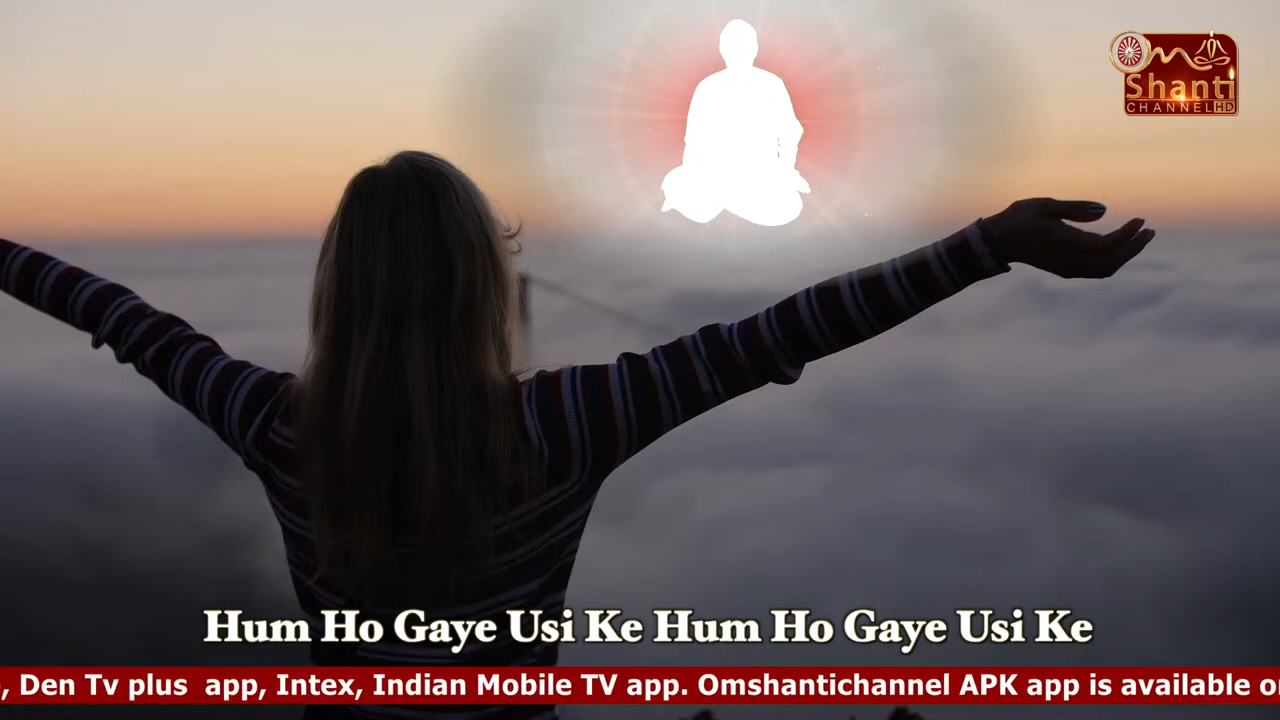 Om
Shanti
CHANNEL HD
Hum Ho Gaye Usi Ke Hum Ho Gaye Usi Ke
, Den Tv plus app, Intex, Indian Mobile TV app. Omshantichannel APK app is available